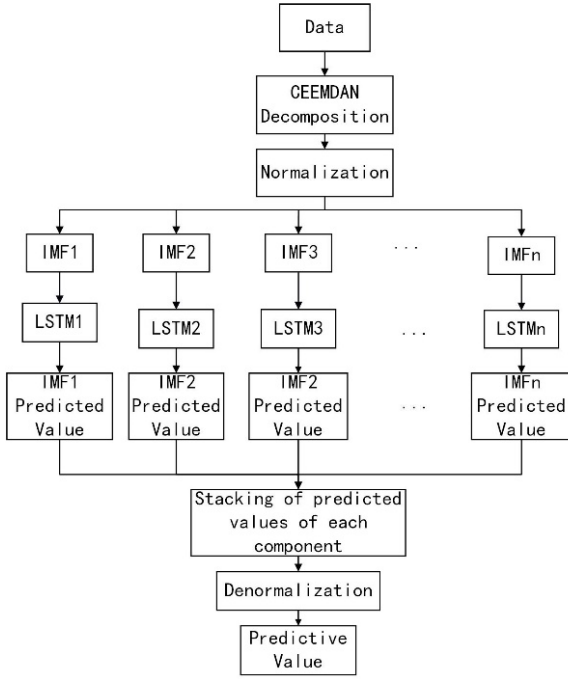 Data
CEEMDAN
Decomposition
Normalization
IMF1
IMF2
IMF3
...
IMFn
LSTM1
LSTM2
LSTM3
...
LSTMn
IMF1
Predicted
Value
IMF2
Predicted
Value
IMF2
Predicted
Value
...
IMFn
Predicted
Value
Stacking of predicted
values of each
component
Denormalization
Predictive
Value